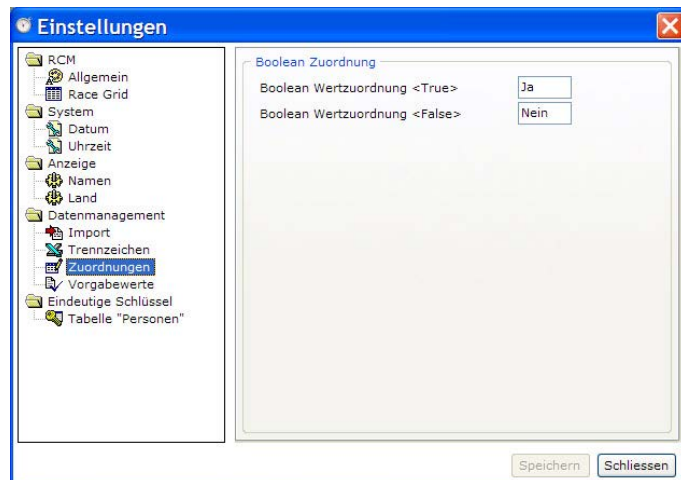 Einstellungen
RCM
Allgemein
Race Grid
System
Datum
Uhrzeit
Anzeige
Namen
Land
Datenmanagement
Import
Trennzeichen
Zuordnungen
Vorgabewerte
Eindeutige Schlüssel
Tabelle "Personen"
Boolean Zuordnung
Boolean Wertzuordnung <True> Ja
Boolean Wertzuordnung <False> Nein
Speichern Schliessen